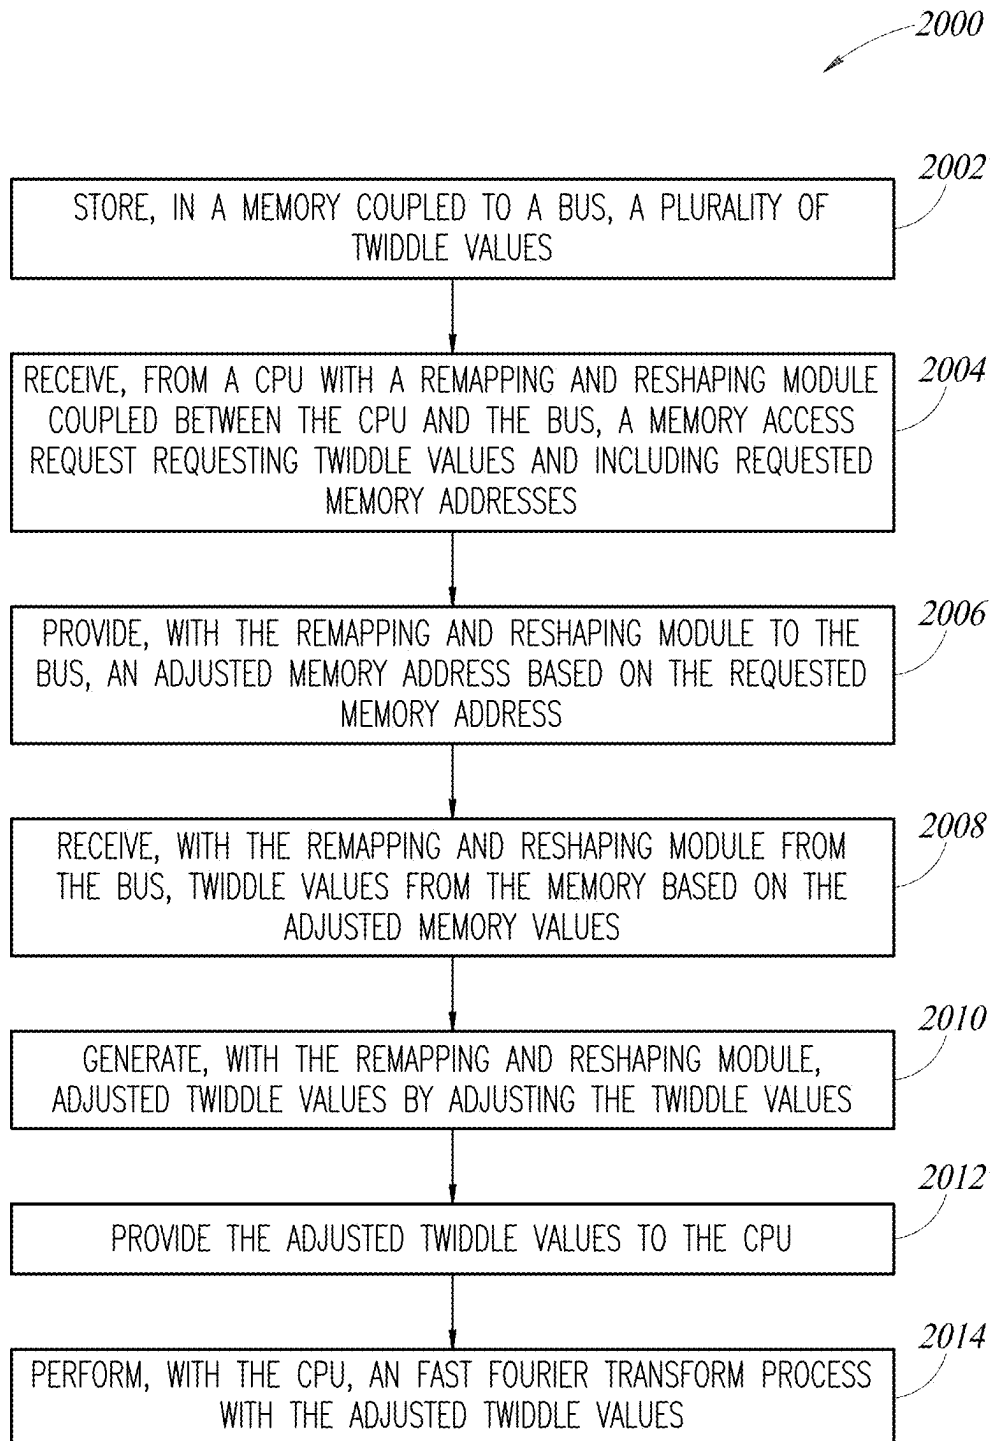 2000
2002
STORE, IN A MEMORY COUPLED TO A BUS, A PLURALITY OF
TWIDDLE VALUES
2004
RECEIVE, FROM A CPU WITH A REMAPPING AND RESHAPING MODULE
COUPLED BETWEEN THE CPU AND THE BUS, A MEMORY ACCESS
REQUEST REQUESTING TWIDDLE VALUES AND INCLUDING REQUESTED
MEMORY ADDRESSES
2006
PROVIDE, WITH THE REMAPPING AND RESHAPING MODULE TO THE
BUS, AN ADJUSTED MEMORY ADDRESS BASED ON THE REQUESTED
MEMORY ADDRESS
2008
RECEIVE, WITH THE REMAPPING AND RESHAPING MODULE FROM
THE BUS, TWIDDLE VALUES FROM THE MEMORY BASED ON THE
ADJUSTED MEMORY VALUES
2010
GENERATE, WITH THE REMAPPING AND RESHAPING MODULE,
ADJUSTED TWIDDLE VALUES BY ADJUSTING THE TWIDDLE VALUES
2012
PROVIDE THE ADJUSTED TWIDDLE VALUES TO THE CPU
2014
PERFORM, WITH THE CPU, AN FAST FOURIER TRANSFORM PROCESS
WITH THE ADJUSTED TWIDDLE VALUES